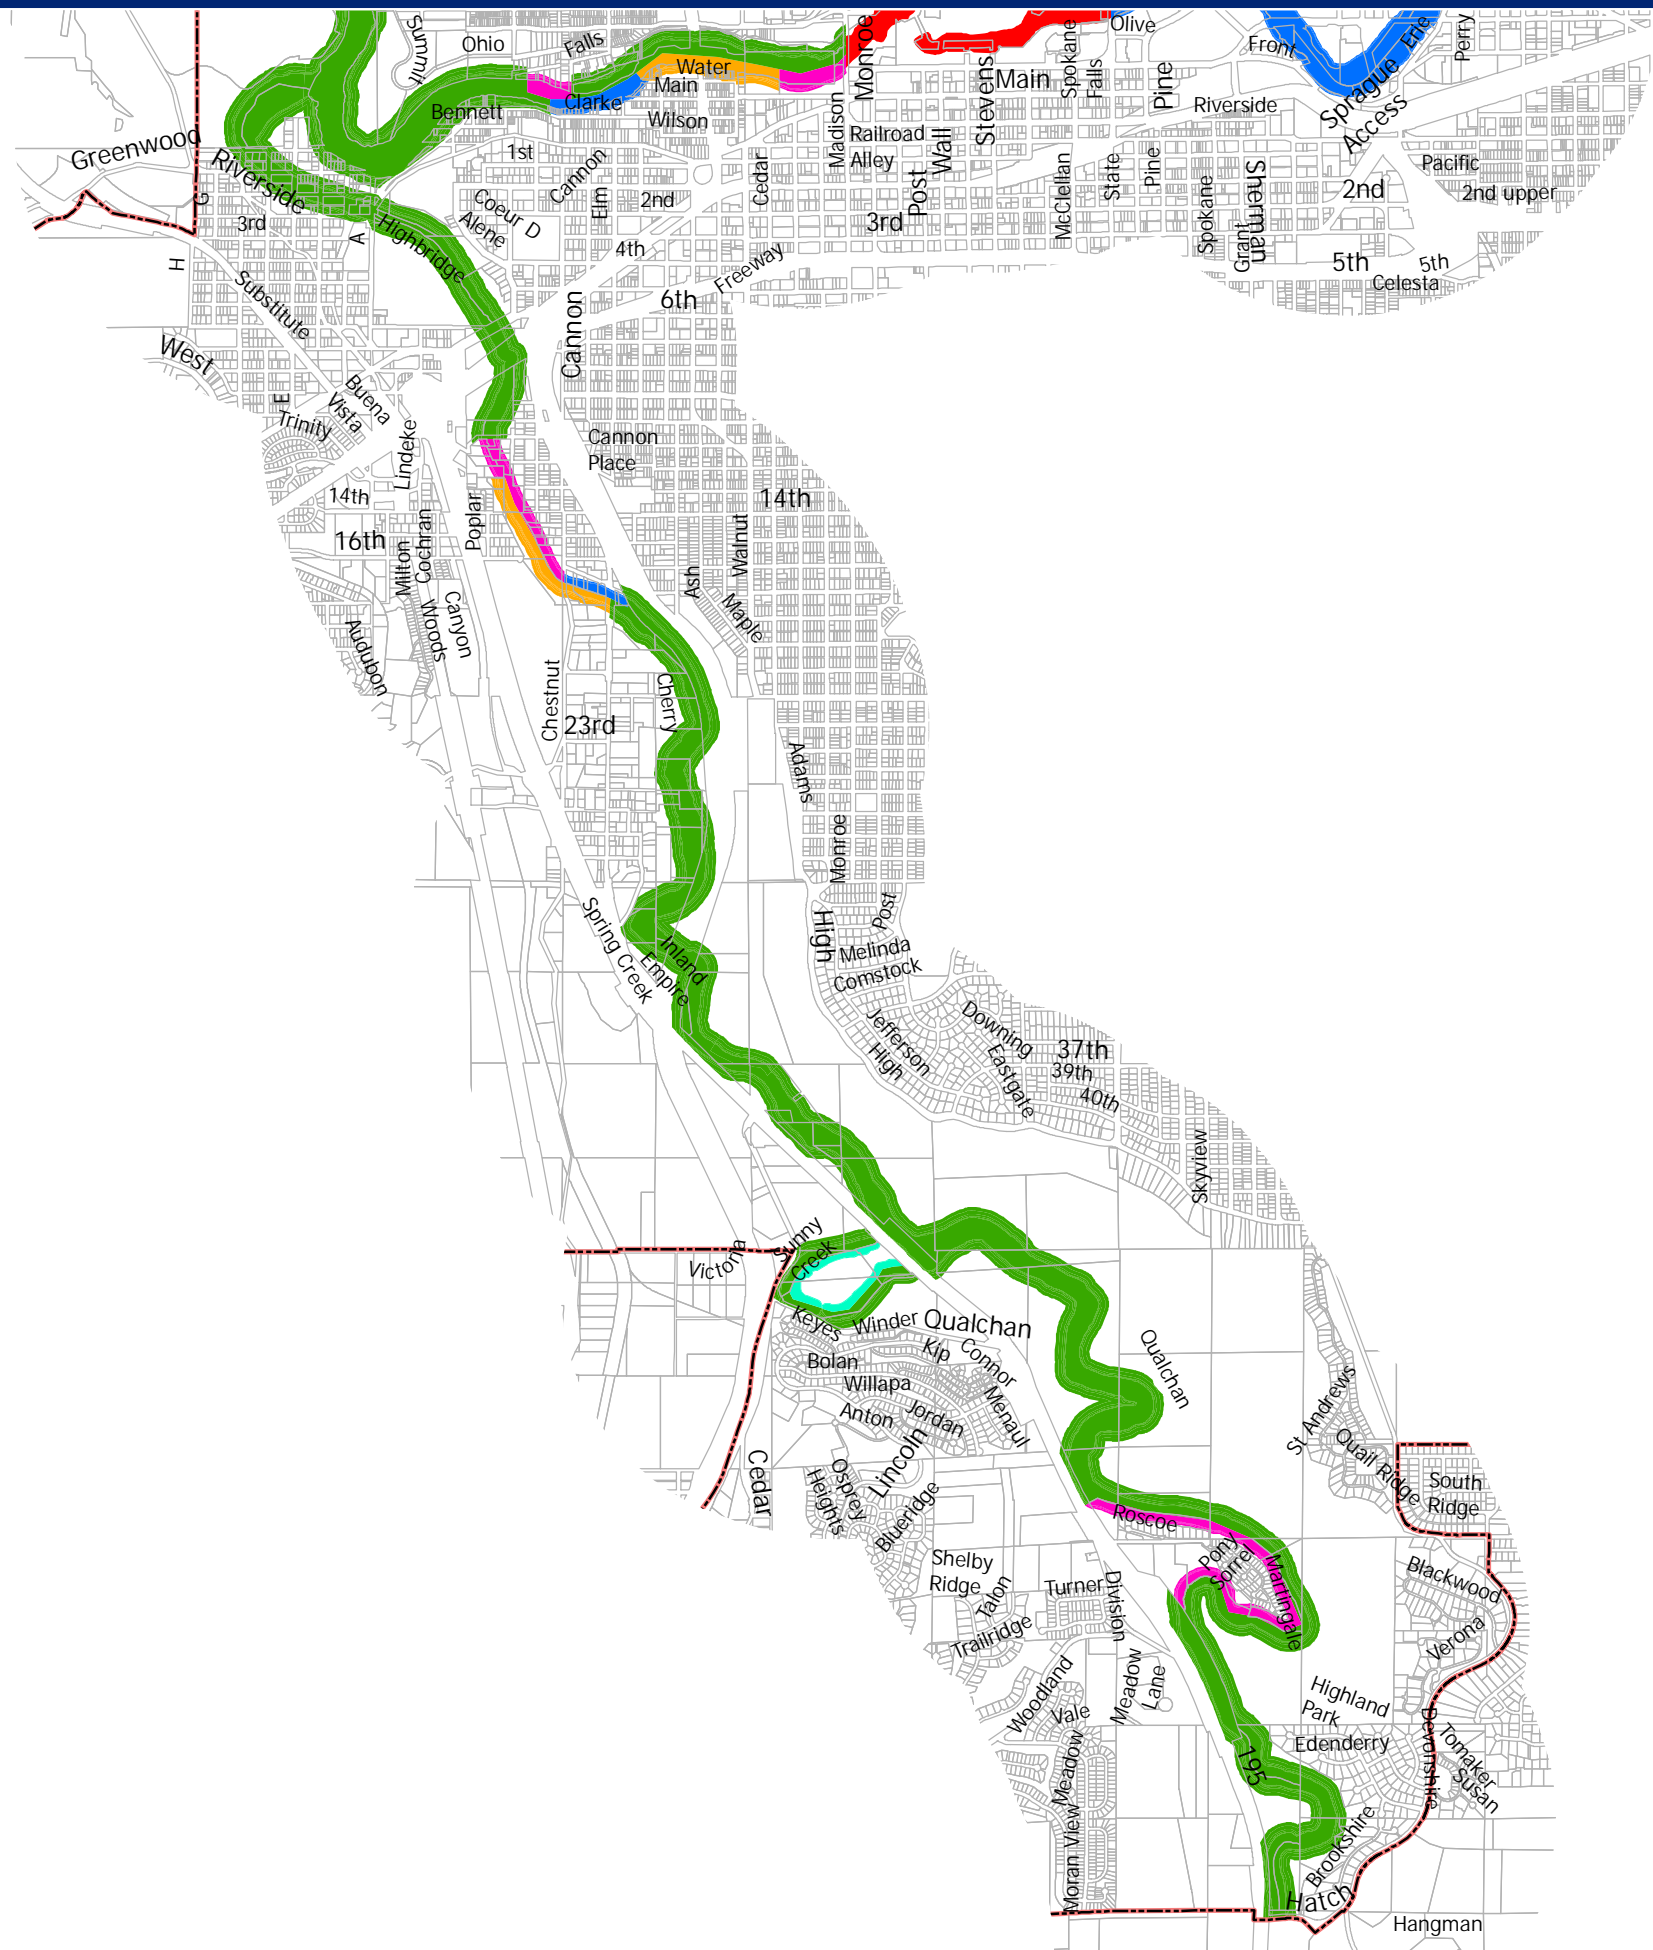 Summit
Ohio
Falls
Monroe
Spokane
Falls
Olive
Front
Erie
Perry
Water
Main
Main
Stevens
Pine
Clarke
Bennett
Wilson
Madison
Railroad
Alley
Wall
Riverside
Sprague
Access
Greenwood
Riverside
1st
Cannon
Elm
2nd
Cedar
Post
McClellan
State
Pine
Spokane
Sherman
Grant
Pacific
2nd
2nd upper
G
3rd
A
Highbridge
Coeur D
Alene
4th
3rd
5th
5th
Celesta
H
Substitute
Freeway
6th
Cannon
West
E
Trinity
Buena
Vista
Lindeke
Cannon
Place
14th
Poplar
14th
16th
Milton
Cochran
Walnut
Ash
Maple
Woods
Canyon
Audubon
Chestnut
Cherry
23rd
Adams
Monroe
Spring Creek
Inland
Empire
High
Post
Melinda
Comstock
Jefferson
High
Downing
Eastgate
37th
39th
40th
Skyview
Sunny
Creek
Victoria
Keyes
Winder
Qualchan
Kip
Connor
Bolan
Willapa
Menaul
Anton
Jordan
Qualchan
St Andrews
Quail Ridge
South
Ridge
Cedar
Osprey
Heights
Lincoln
Blueridge
Roscoe
Pony
Sorrel
Martingale
Shelby
Ridge
Talon
Turner
Division
Trailridge
Blackwood
Verona
Woodland
Vale
Meadow
Lane
Highland
Park
Edenderry
Devonshire
Tomaker
Susan
195
Meadow
Moran View
Brookshire
Hatch
Hangman